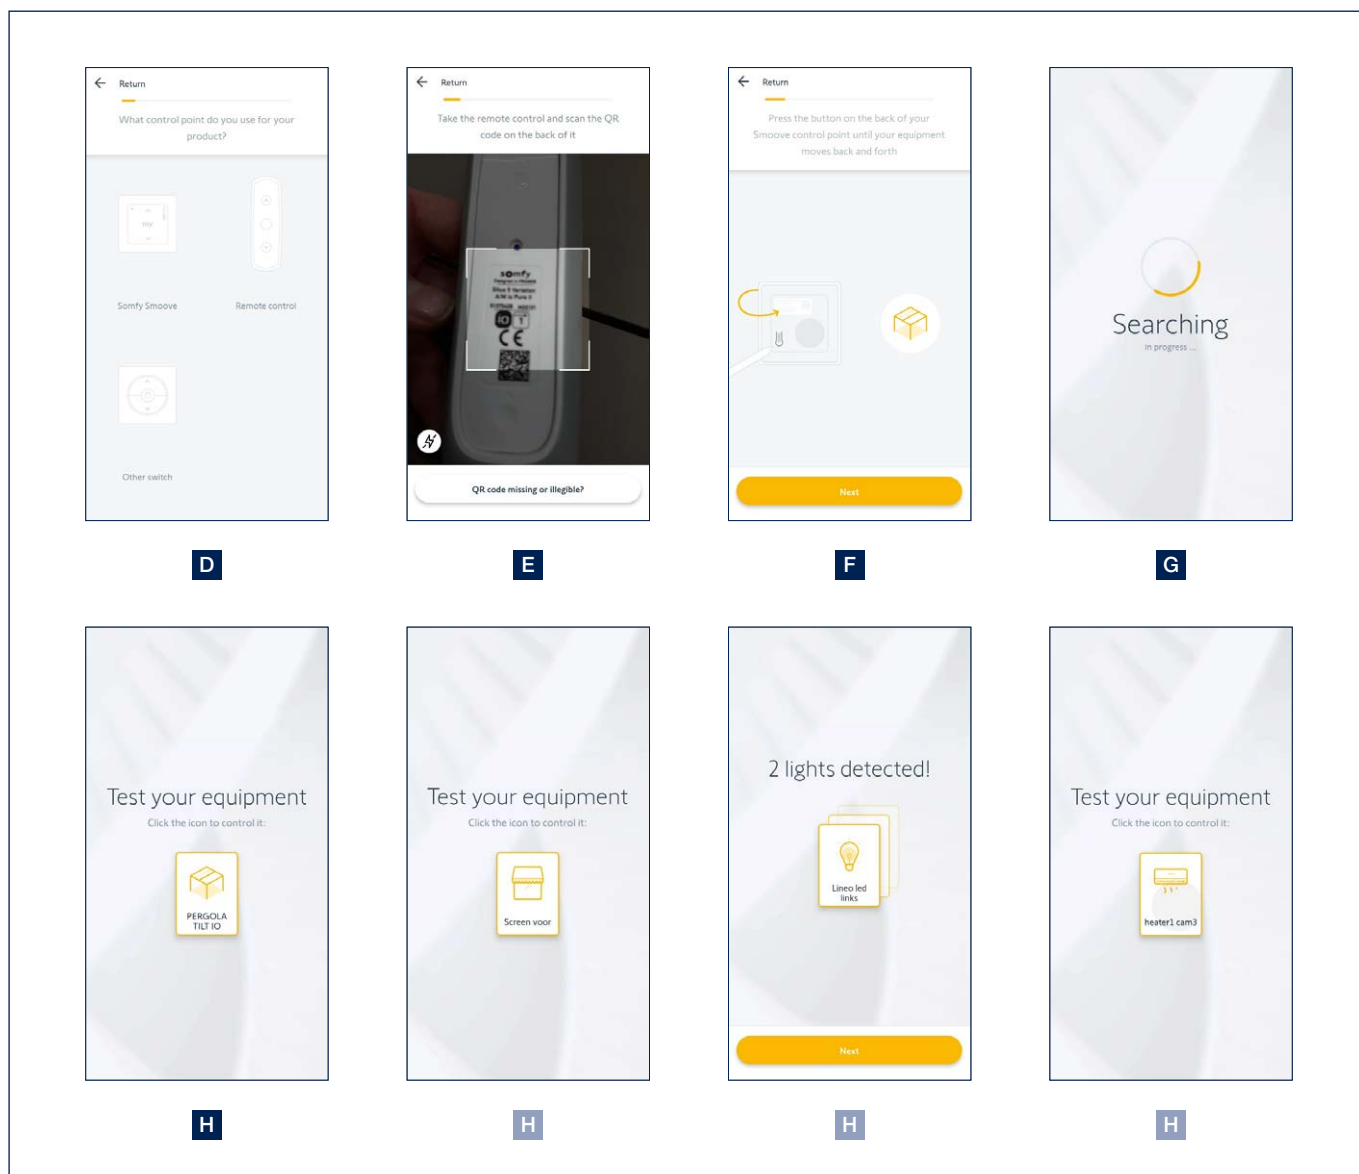 Return
What control point do you use for your
product?
my
Somfy Smoove
Remote control
Other switch
D
Return
Take the remote control and scan the QR
code on the back of it
somfy
iO
1
CE
QR code missing or illegible?
E
Return
Press the button on the back of your
Smoove control point until your equipment
moves back and forth
Next
F
Searching
in progress ...
G
Test your equipment
Click the icon to control it:
PERGOLA
TILT IO
H
Test your equipment
Click the icon to control it:
Screen voor
H
2 lights detected!
Lineo led
links
Next
H
Test your equipment
Click the icon to control it:
heater1 cam3
H